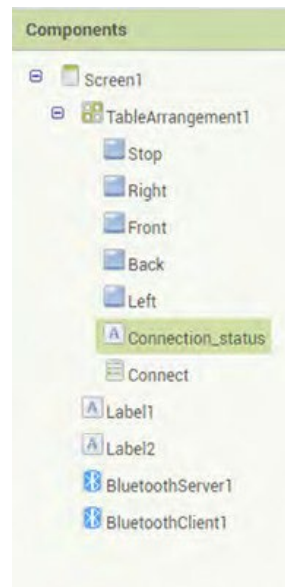 Components
Screen1
TableArrangement1
Stop
Right
Front
Back
Left
A Connection_status
Connect
A Label1
A Label2
BluetoothServer1
BluetoothClient1